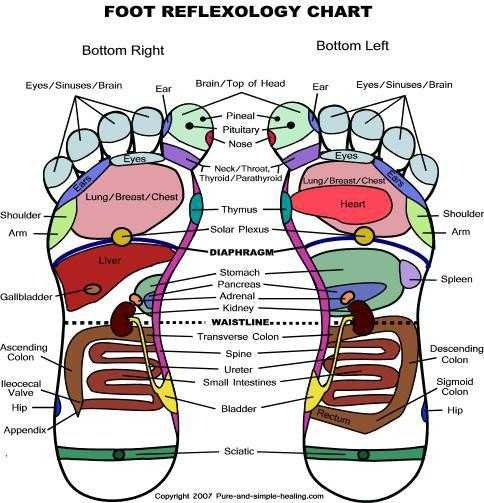 FOOT REFLEXOLOGY CHART
Bottom Right
Bottom Left
Eyes/Sinuses/Brain
Ear
Brain/Top of Head
Ear
Eyes/Sinuses/Brain
Pineal
Pituitary
Nose
Eyes
Eyes
Neck/Throat,
Thyroid/Parathyroid
Ears
Ears
Lung/Breast/Chest
Lung/Breast/Chest
Heart
Shoulder
Arm
Thymus
Shoulder
Arm
Solar Plexus
DIAPHRAGM
Liver
Stomach
Pancreas
Adrenal
Kidney
Spleen
Gallbladder
WAISTLINE
Transverse Colon
Ascending
Colon
Spine
Descending
Colon
Ureter
Small Intestines
Ileocecal
Valve
Sigmoid
Colon
Hip
Bladder
Rectum
Hip
Appendix
Sciatic
Copyright 2007 Pure-and-simple-healing.com